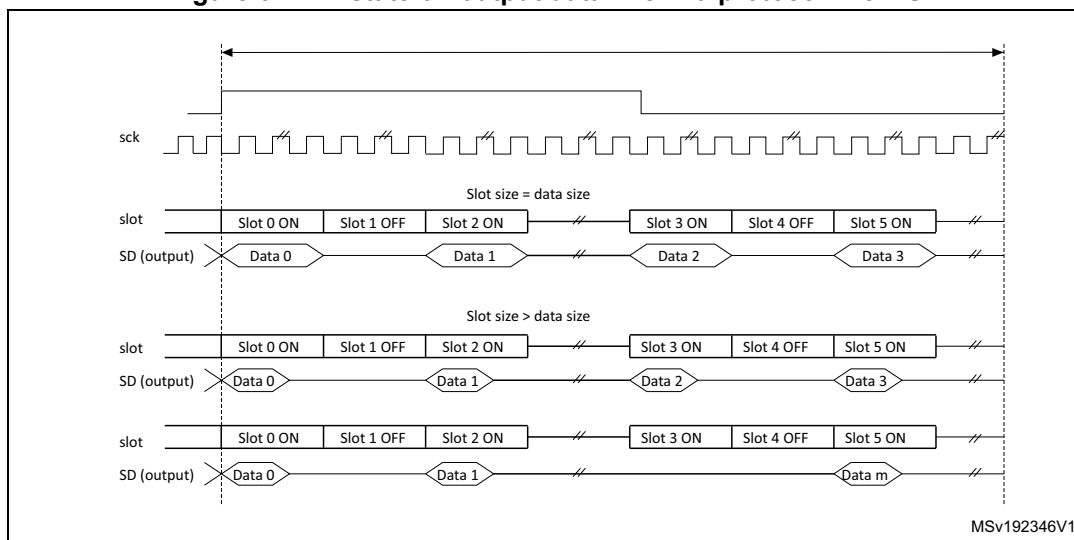 sck
Slot size = data size
slot Slot 0 ON Slot 1 OFF Slot 2 ON Slot 3 ON Slot 4 OFF Slot 5 ON
SD (output) Data 0 Data 1 Data 2 Data 3
Slot size > data size
slot Slot 0 ON Slot 1 OFF Slot 2 ON Slot 3 ON Slot 4 OFF Slot 5 ON
SD (output) Data 0 Data 1 Data 2 Data 3
slot Slot 0 ON Slot 1 OFF Slot 2 ON Slot 3 ON Slot 4 OFF Slot 5 ON
SD (output) Data 0 Data 1 Data m
MSv192346V1